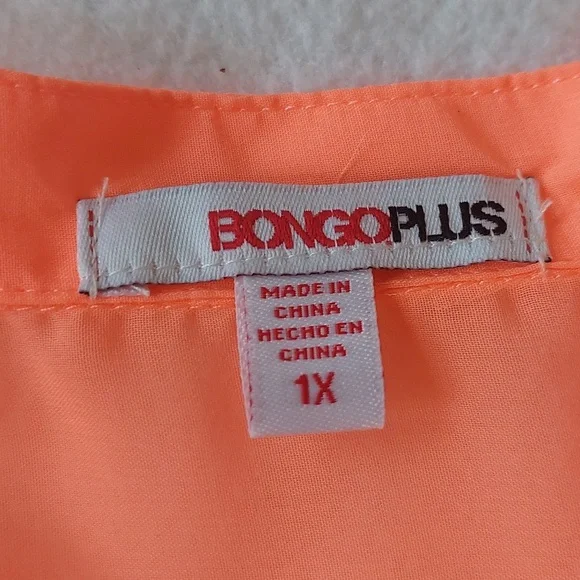 BONGOPLUS
MADE IN
CHINA
HECHO EN
CHINA
1X